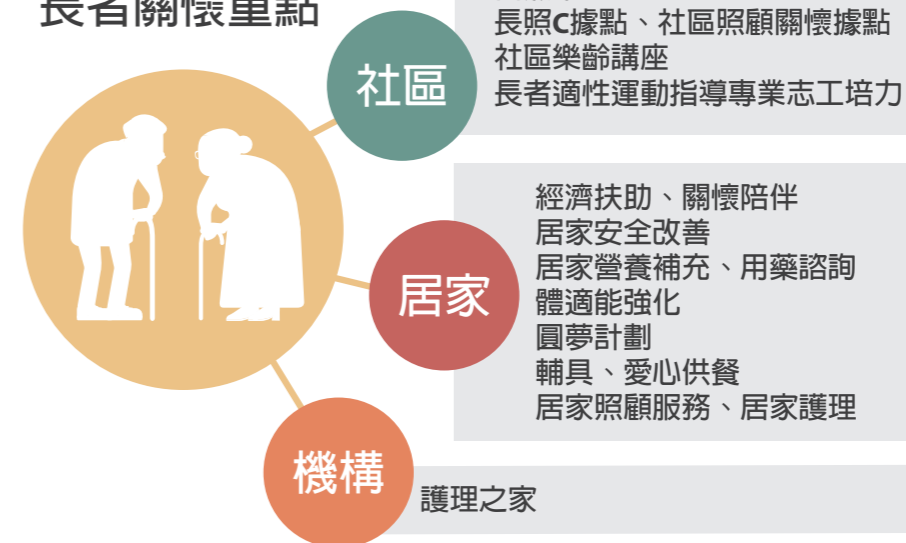 長者關懷重點
社區
長照C據點、社區照顧關懷據點
社區樂齡講座
長者適性運動指導專業志工培力
居家
經濟扶助、關懷陪伴
居家安全改善
居家營養補充、用藥諮詢
體適能強化
圓夢計劃
輔具、愛心供餐
居家照顧服務、居家護理
機構
護理之家